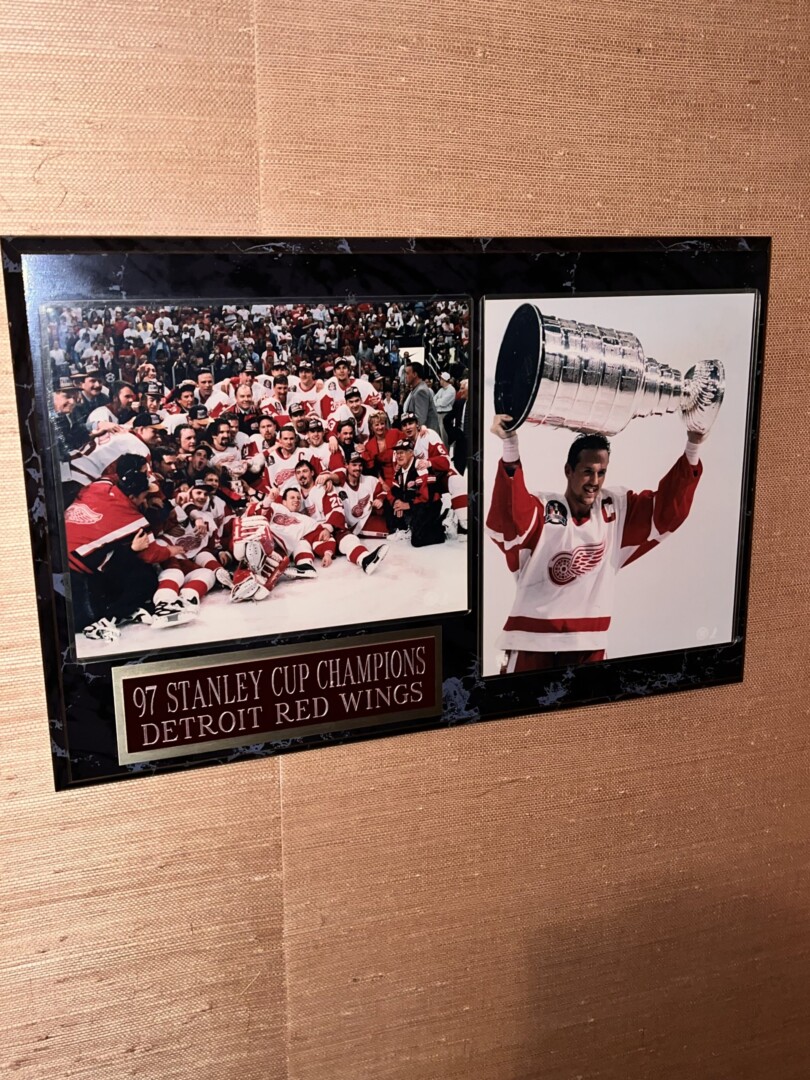 97 STANLEY CUP CHAMPIONS
DETROIT RED WINGS